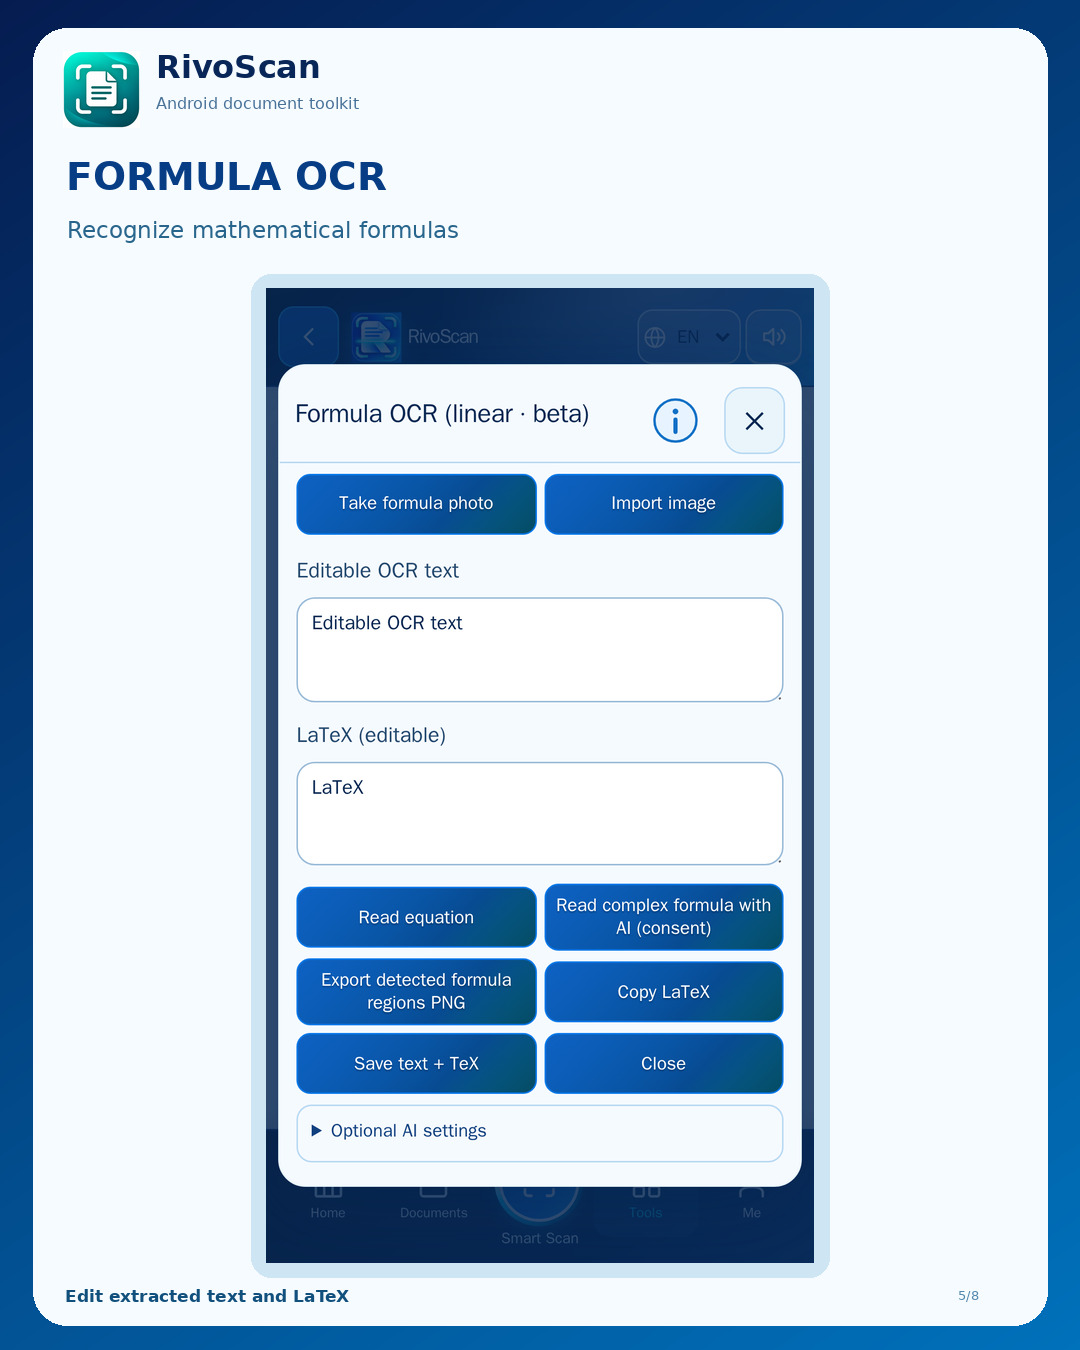 RivoScan
Android document toolkit
FORMULA OCR
Recognize mathematical formulas
RivoScan
EN
Formula OCR (linear · beta)
Take formula photo
Import image
Editable OCR text
Editable OCR text
LaTeX (editable)
LaTeX
Read equation
Read complex formula with
AI (consent)
Export detected formula
regions PNG
Copy LaTeX
Save text + TeX
Close
Optional AI settings
Home
Documents
Smart Scan
Tools
Me
Edit extracted text and LaTeX
5/8